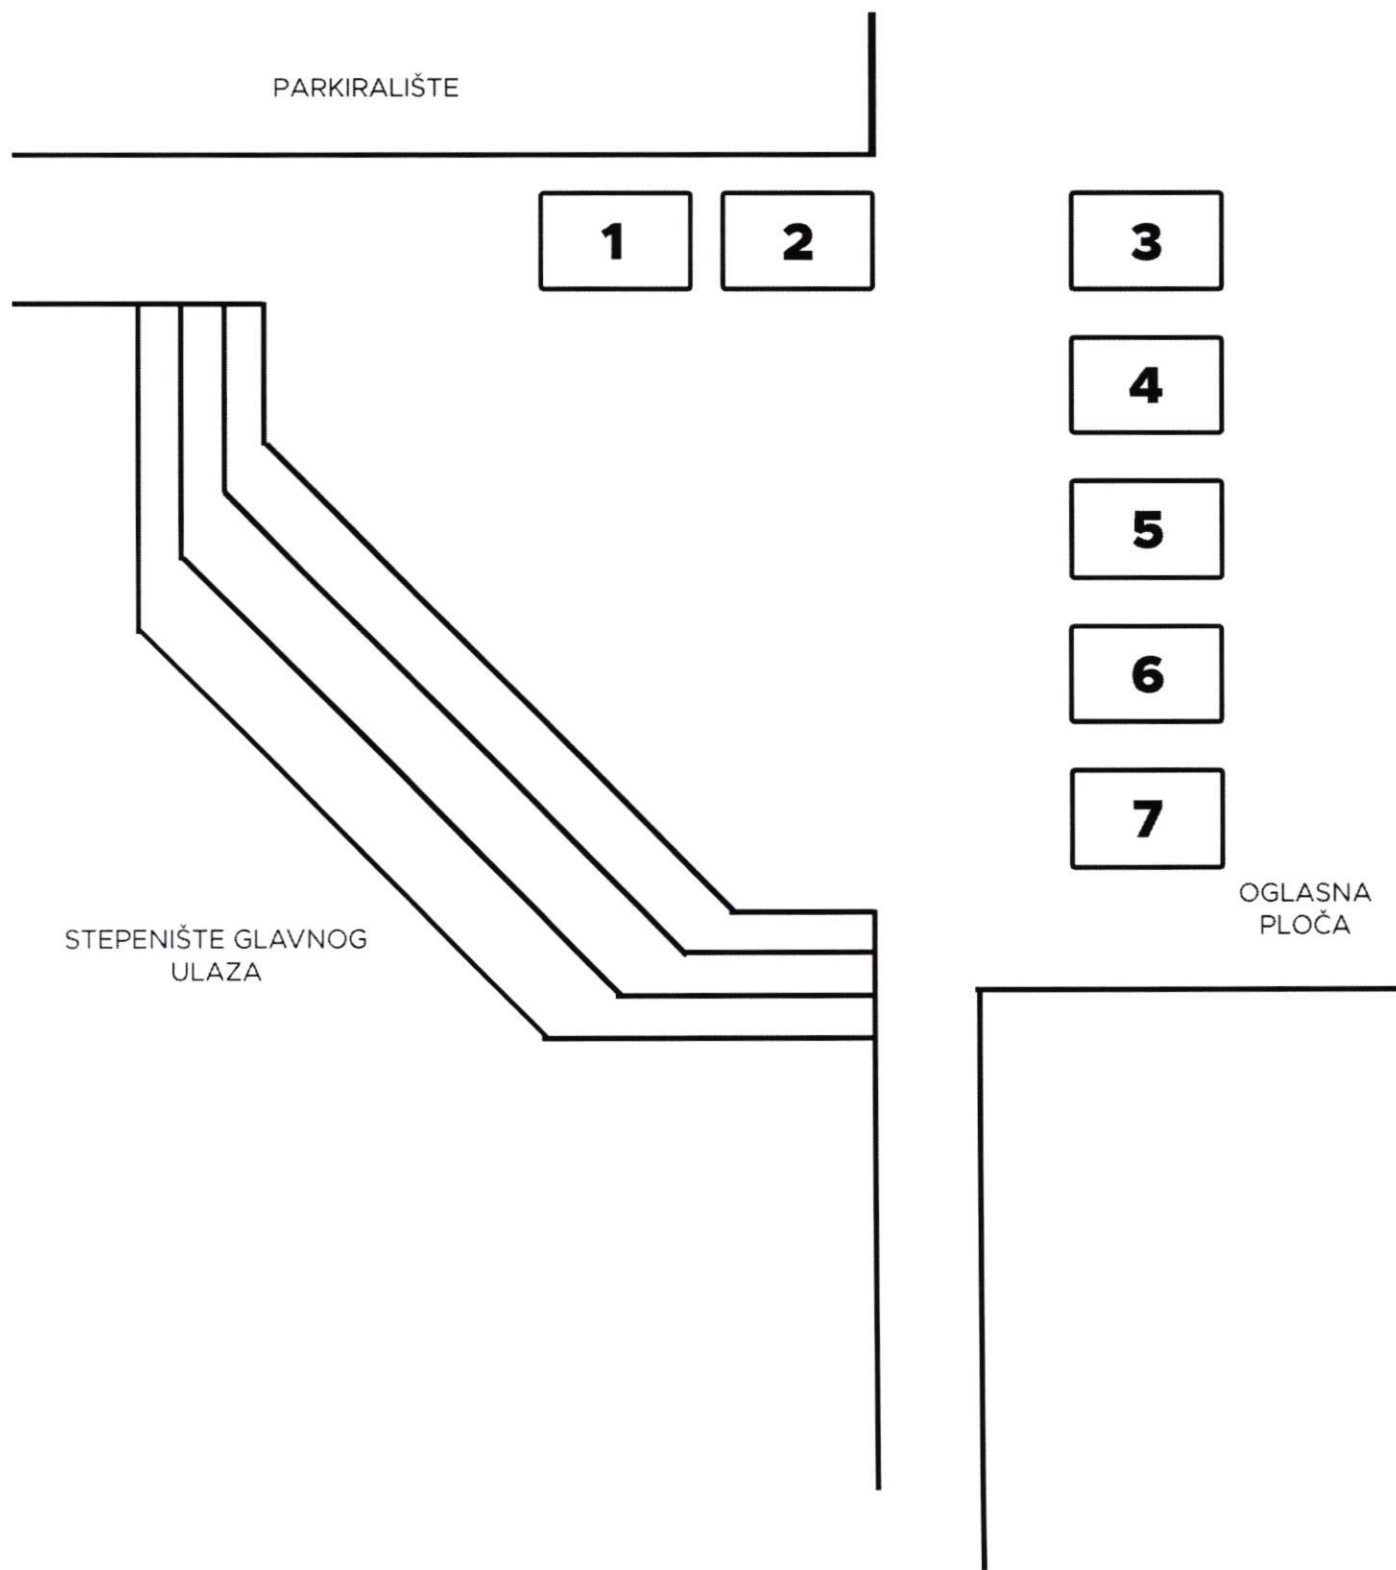 PARKIRALIŠTE
1 2 3
4
5
6
7
OGLASNA
PLOČA
STEPENIŠTE GLAVNOG
ULAZA